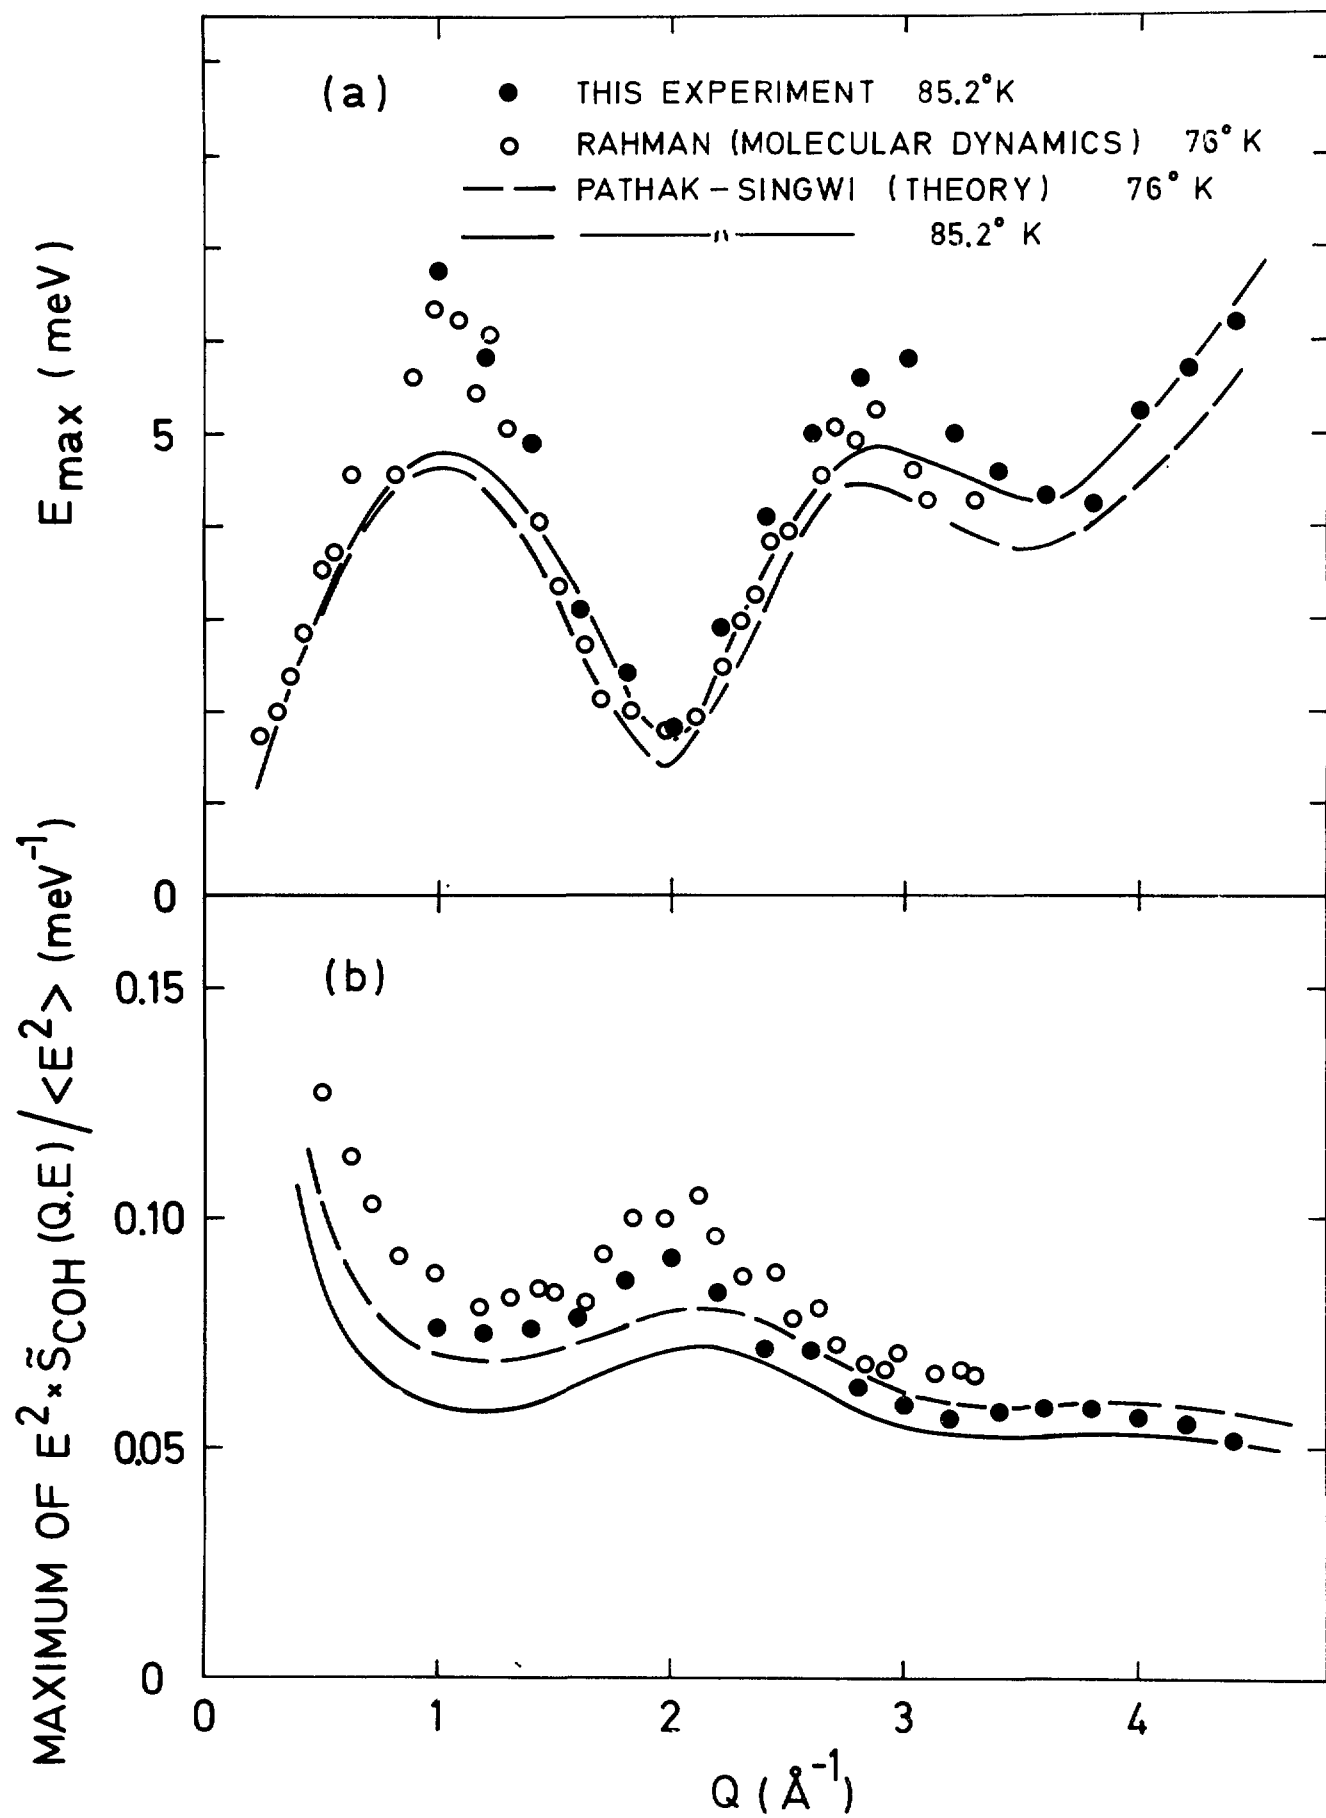 (a)
● THIS EXPERIMENT 85.2°K
○ RAHMAN (MOLECULAR DYNAMICS) 76°K
— — PATHAK - SINGWI (THEORY) 76°K
—— ——"—— 85.2°K
E max (meV)
5
0
(b)
MAXIMUM OF E² × S̃COH (Q.E) / <E²> (meV⁻¹)
0.15
0.10
0.05
0
0 1 2 3 4
Q (Å⁻¹)